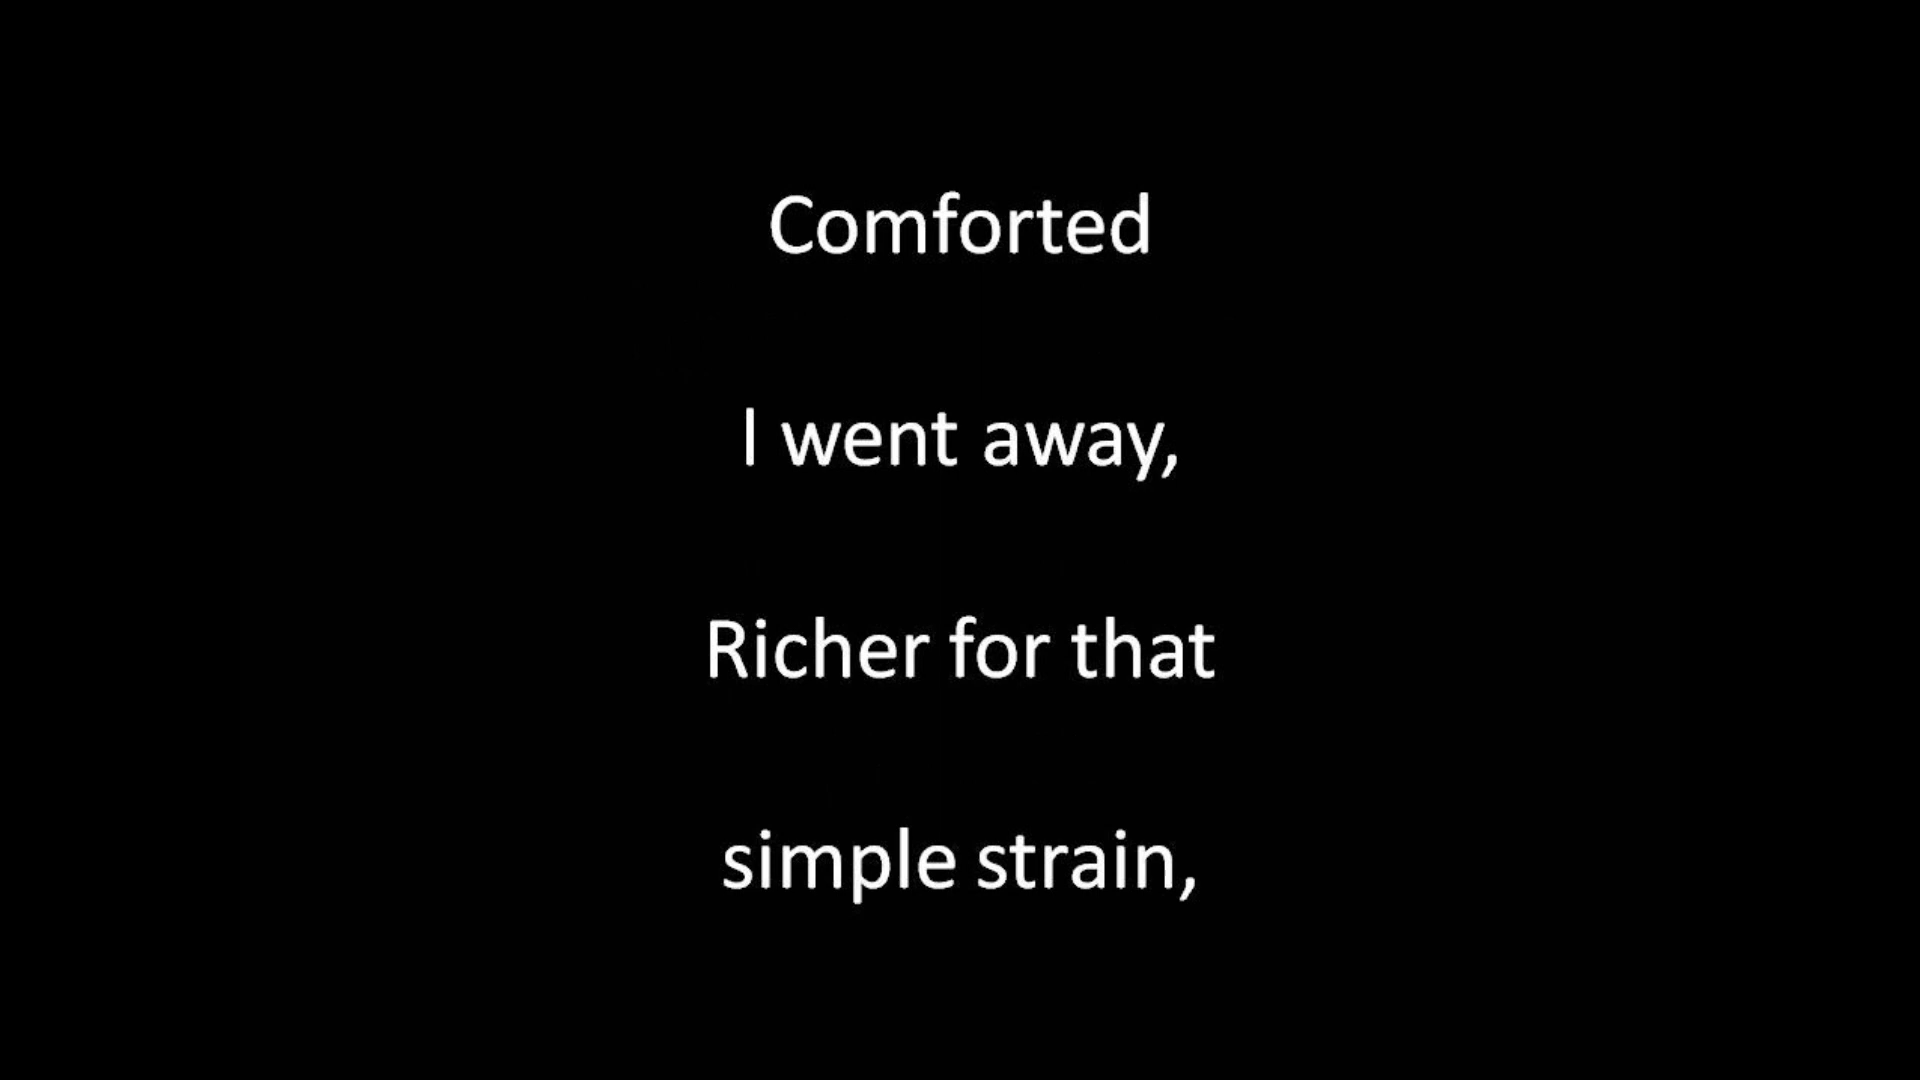 Comforted
I went away,
Richer for that
simple strain,